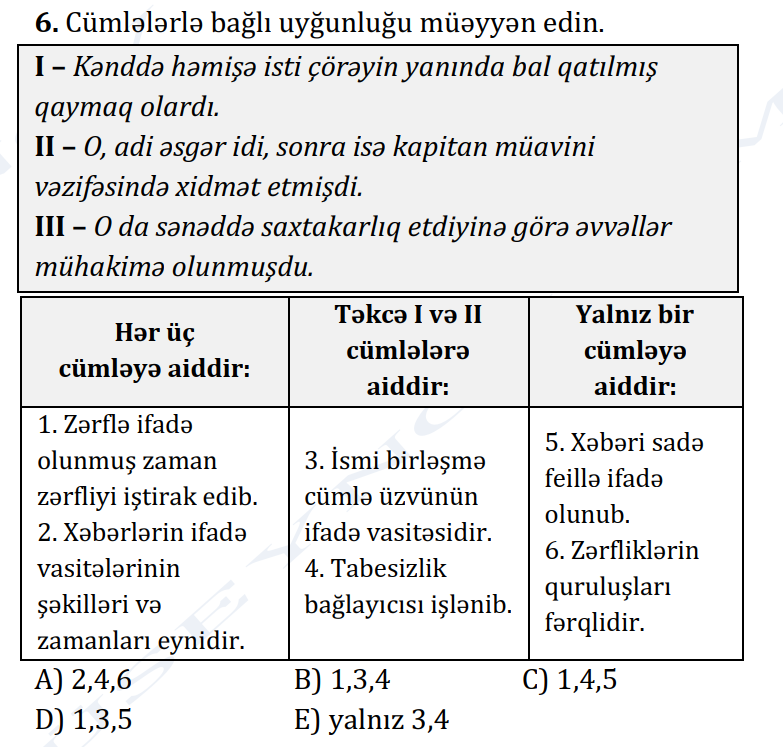 6. Cümlələrlə bağlı uyğunluğu müəyyən edin.
I – Kənddə həmişə isti çörəyin yanında bal qatılmış
qaymaq olardı.
II – O, adi əsgər idi, sonra isə kapitan müavini
vəzifəsində xidmət etmişdi.
III – O da sənəddə saxtakarlıq etdiyinə görə əvvəllər
mühakimə olunmuşdu.
Hər üç
cümləyə aiddir:
Təkcə I və II
cümlələrə
aiddir:
Yalnız bir
cümləyə
aiddir:
1. Zərflə ifadə
olunmuş zaman
zərfliyi iştirak edib.
2. Xəbərlərin ifadə
vasitələrinin
şəkilləri və
zamanları eynidir.
3. İsmi birləşmə
cümlə üzvünün
ifadə vasitəsidir.
4. Tabesizlik
bağlayıcısı işlənib.
5. Xəbəri sadə
feillə ifadə
olunub.
6. Zərfliklərin
quruluşları
fərqlidir.
A) 2,4,6 B) 1,3,4 C) 1,4,5
D) 1,3,5 E) yalnız 3,4